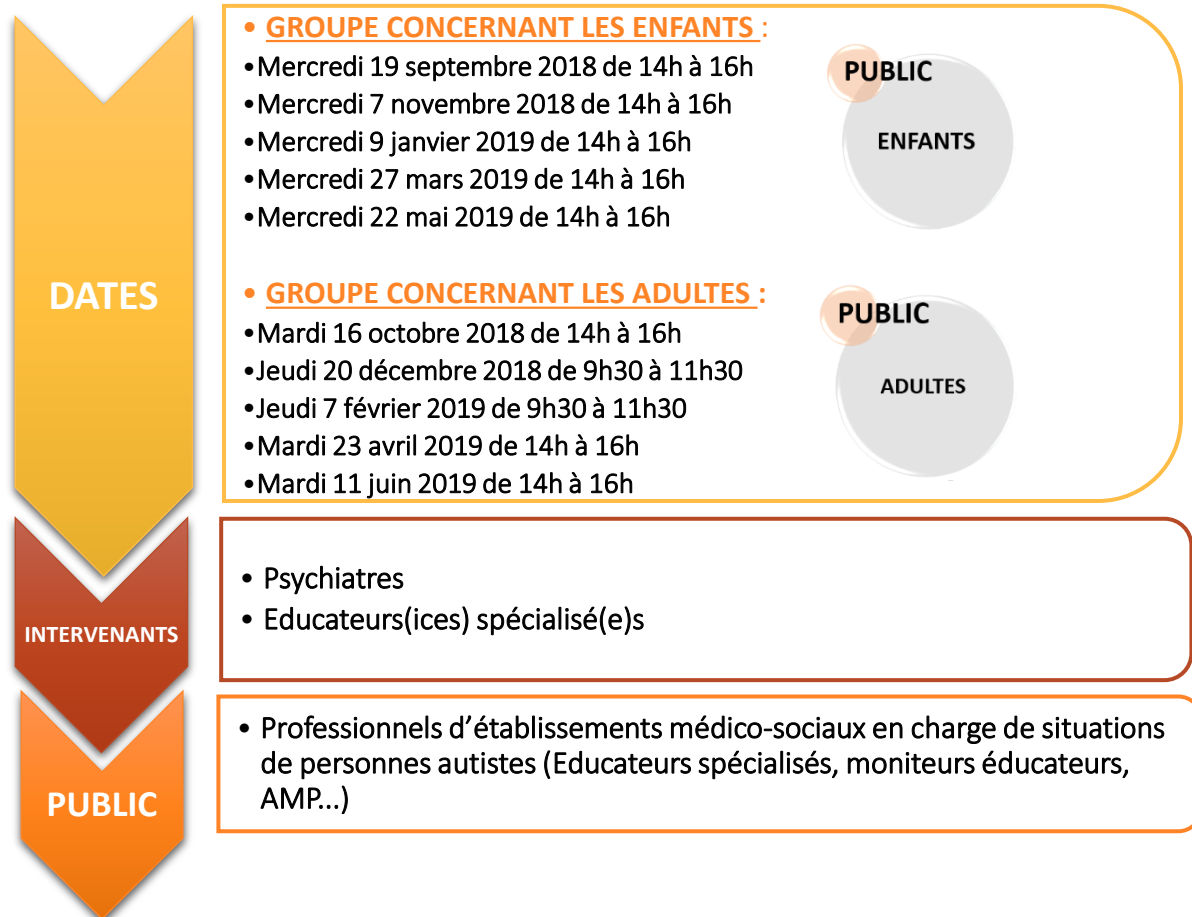 DATES
• GROUPE CONCERNANT LES ENFANTS :
•Mercredi 19 septembre 2018 de 14h à 16h
•Mercredi 7 novembre 2018 de 14h à 16h
•Mercredi 9 janvier 2019 de 14h à 16h
•Mercredi 27 mars 2019 de 14h à 16h
•Mercredi 22 mai 2019 de 14h à 16h
PUBLIC
ENFANTS
• GROUPE CONCERNANT LES ADULTES :
•Mardi 16 octobre 2018 de 14h à 16h
•Jeudi 20 décembre 2018 de 9h30 à 11h30
•Jeudi 7 février 2019 de 9h30 à 11h30
•Mardi 23 avril 2019 de 14h à 16h
•Mardi 11 juin 2019 de 14h à 16h
PUBLIC
ADULTES
INTERVENANTS
• Psychiatres
• Educateurs(ices) spécialisé(e)s
PUBLIC
• Professionnels d’établissements médico-sociaux en charge de situations
de personnes autistes (Educateurs spécialisés, moniteurs éducateurs,
AMP...)